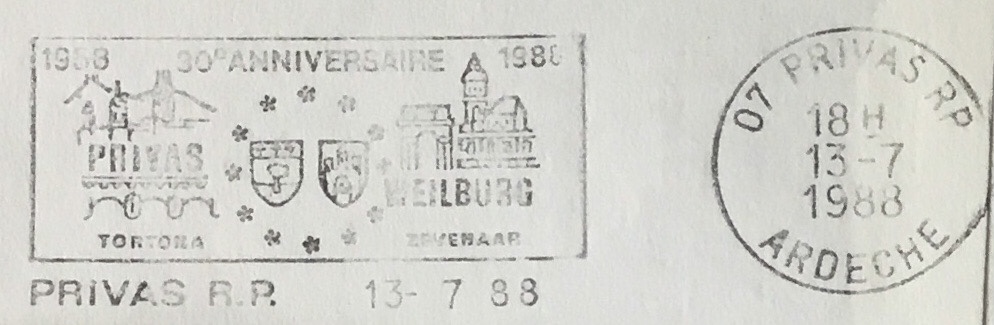 1958 30º ANNIVERSAIRE 1988
PRIVAS
WEILBURG
TORTONA ZEVENAAR
PRIVAS R.P. 13- 7 88
07 PRIVAS RP
18 H
13-7
1988
ARDECHE